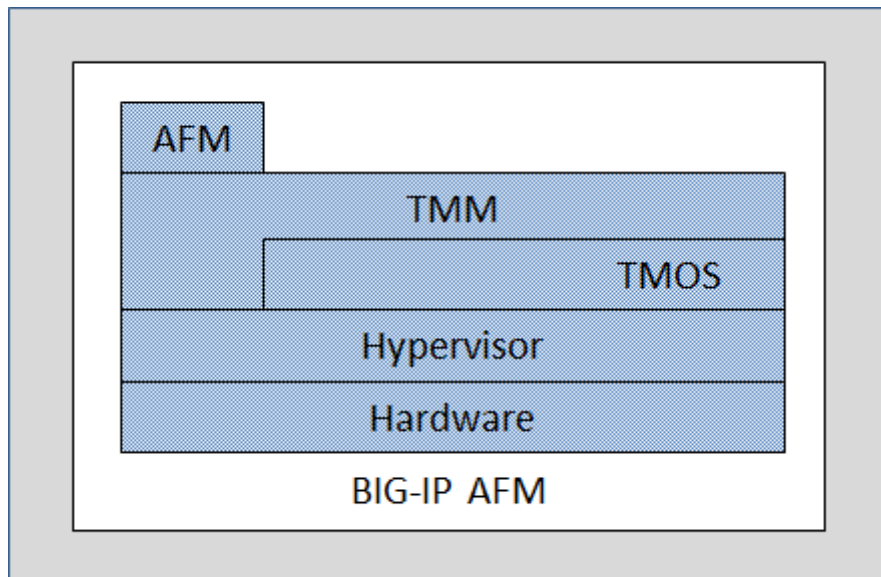 AFM
TMM
TMOS
Hypervisor
Hardware
BIG-IP AFM